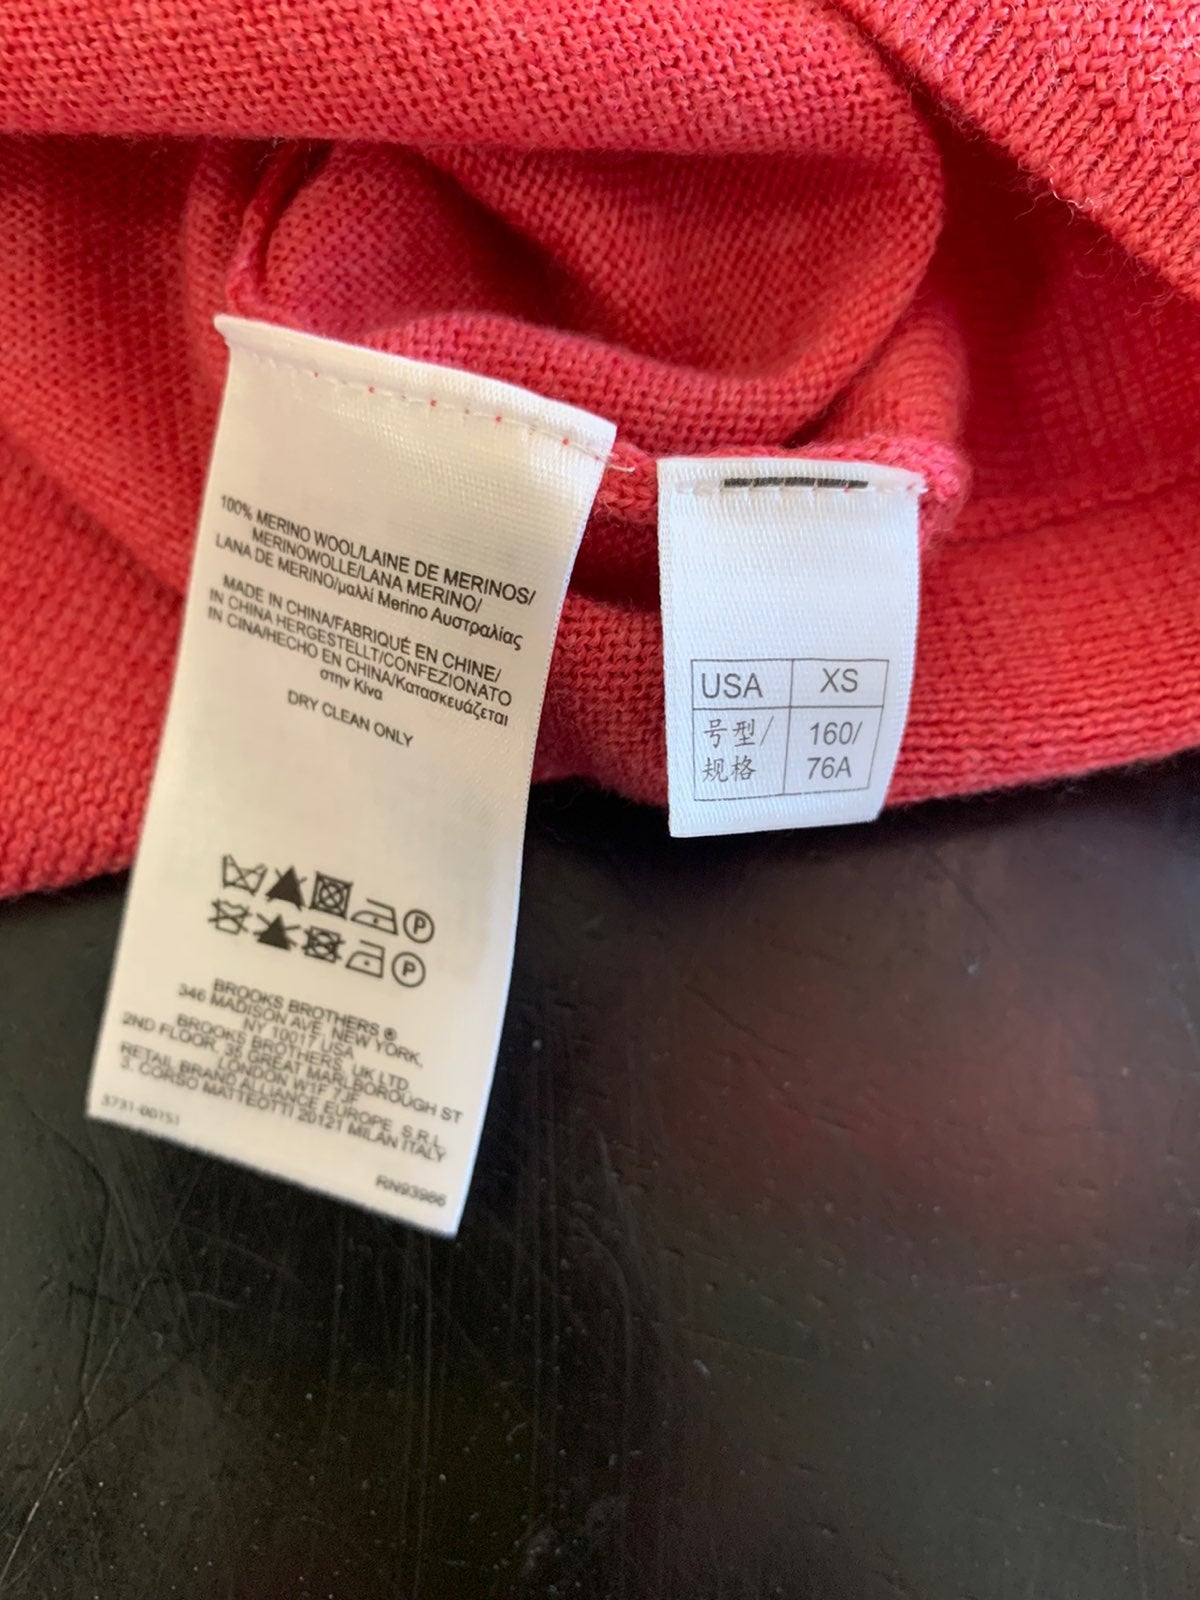 100% MERINO WOOL/LAINE DE MERINOS/
MERINOWOLLE/LANA MERINO/
LANA DE MERINO/μαλλί Merino Αυστραλίας
MADE IN CHINA/FABRIQUÉ EN CHINE/
IN CHINA HERGESTELLT/CONFEZIONATO
IN CINA/HECHO EN CHINA/Κατασκευάζεται
στην Κίνα
DRY CLEAN ONLY
P
P
BROOKS BROTHERS ®
346 MADISON AVE, NEW YORK,
NY 10017 USA
BROOKS BROTHERS, UK LTD.
2ND FLOOR, 35 GREAT MARLBOROUGH ST
LONDON W1F 7JF
RETAIL BRAND ALLIANCE EUROPE S.R.L.
3, CORSO MATTEOTTI 20121 MILAN ITALY
3731-00151
RN93986
USA XS
号型/ 160/
规格 76A